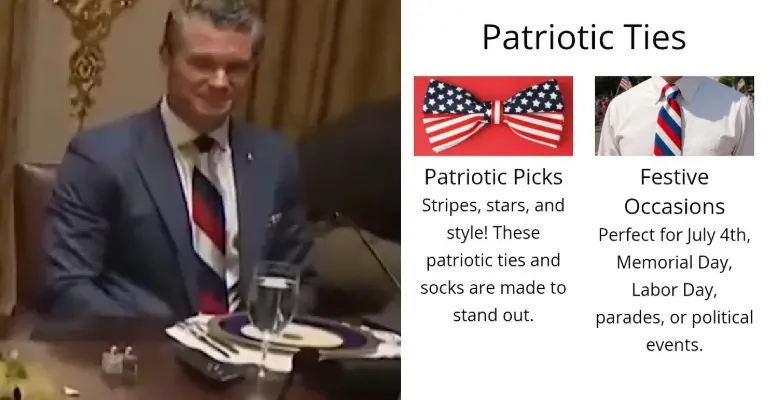 Patriotic Ties
Patriotic Picks
Stripes, stars, and
style! These
patriotic ties and
socks are made to
stand out.
Festive
Occasions
Perfect for July 4th,
Memorial Day,
Labor Day,
parades, or political
events.